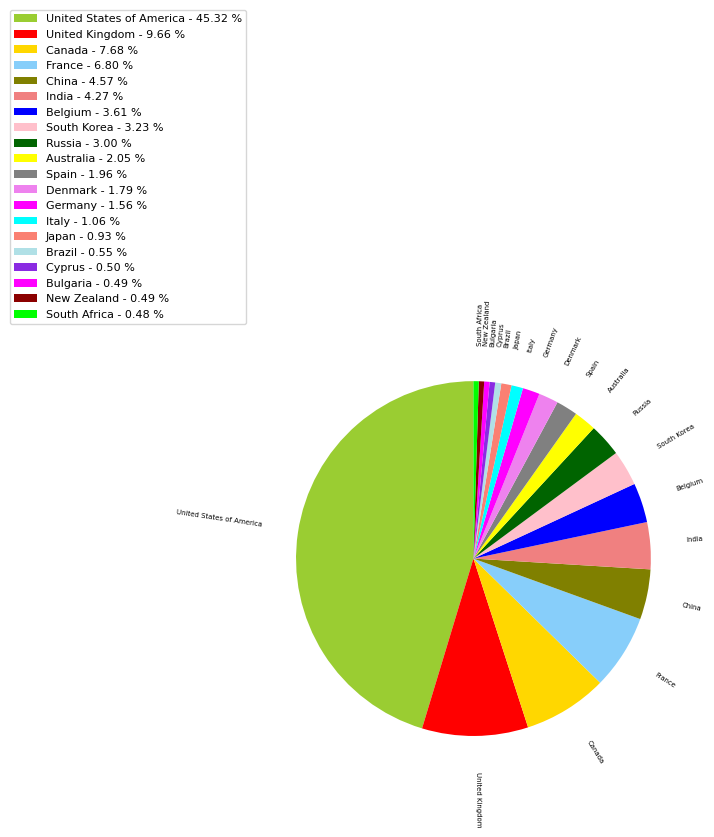 United States of America - 45.32 %
United Kingdom - 9.66 %
Canada - 7.68 %
France - 6.80 %
China - 4.57 %
India - 4.27 %
Belgium - 3.61 %
South Korea - 3.23 %
Russia - 3.00 %
Australia - 2.05 %
Spain - 1.96 %
Denmark - 1.79 %
Germany - 1.56 %
Italy - 1.06 %
Japan - 0.93 %
Brazil - 0.55 %
Cyprus - 0.50 %
Bulgaria - 0.49 %
New Zealand - 0.49 %
South Africa - 0.48 %
South Africa
New Zealand
Bulgaria
Cyprus
Brazil
Japan
Italy
Germany
Denmark
Spain
Australia
Russia
South Korea
Belgium
India
China
France
Canada
United Kingdom
United States of America